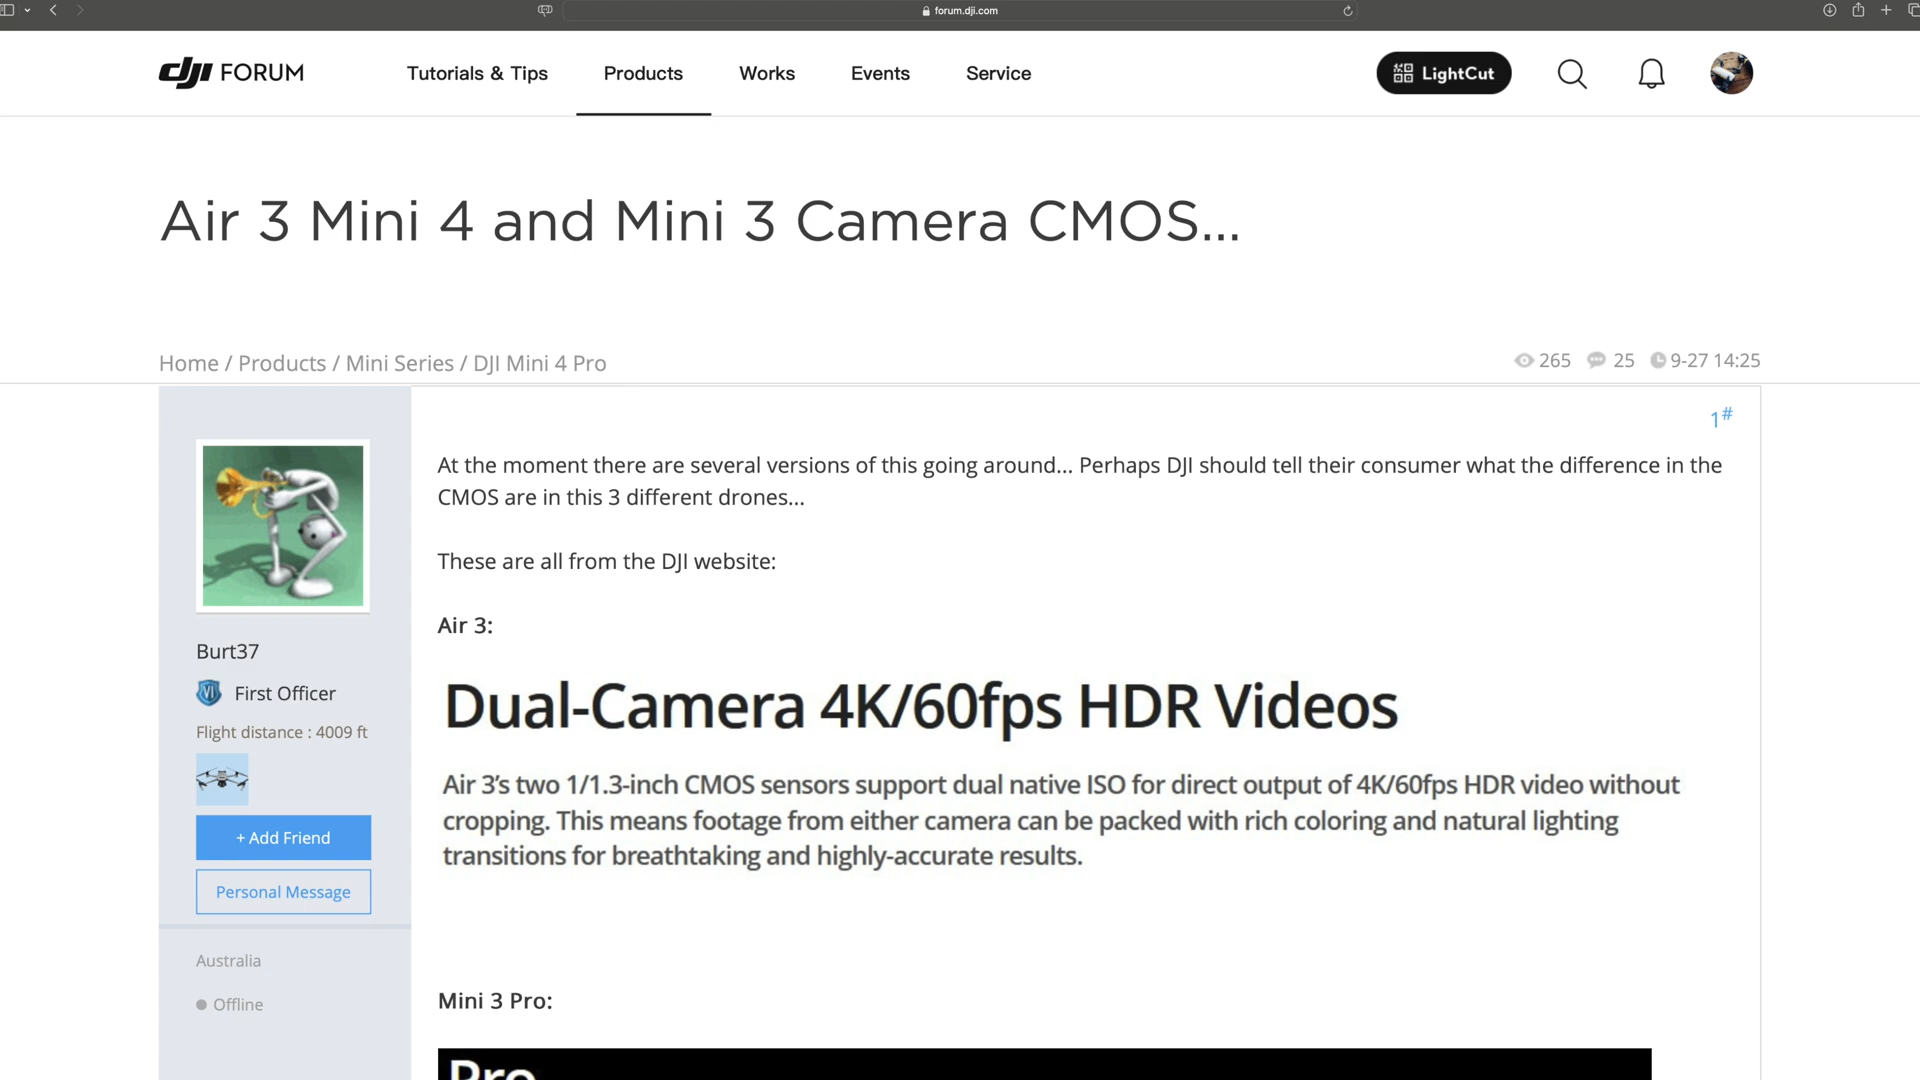 forum.dji.com
dji FORUM
Tutorials & Tips
Products
Works
Events
Service
LightCut
Air 3 Mini 4 and Mini 3 Camera CMOS...
Home / Products / Mini Series / DJI Mini 4 Pro
265
25
9-27 14:25
1#
At the moment there are several versions of this going around... Perhaps DJI should tell their consumer what the difference in the
CMOS are in this 3 different drones...
These are all from the DJI website:
Air 3:
Dual-Camera 4K/60fps HDR Videos
Air 3’s two 1/1.3-inch CMOS sensors support dual native ISO for direct output of 4K/60fps HDR video without
cropping. This means footage from either camera can be packed with rich coloring and natural lighting
transitions for breathtaking and highly-accurate results.
Mini 3 Pro:
Pro
Burt37
VI
First Officer
Flight distance : 4009 ft
+ Add Friend
Personal Message
Australia
Offline